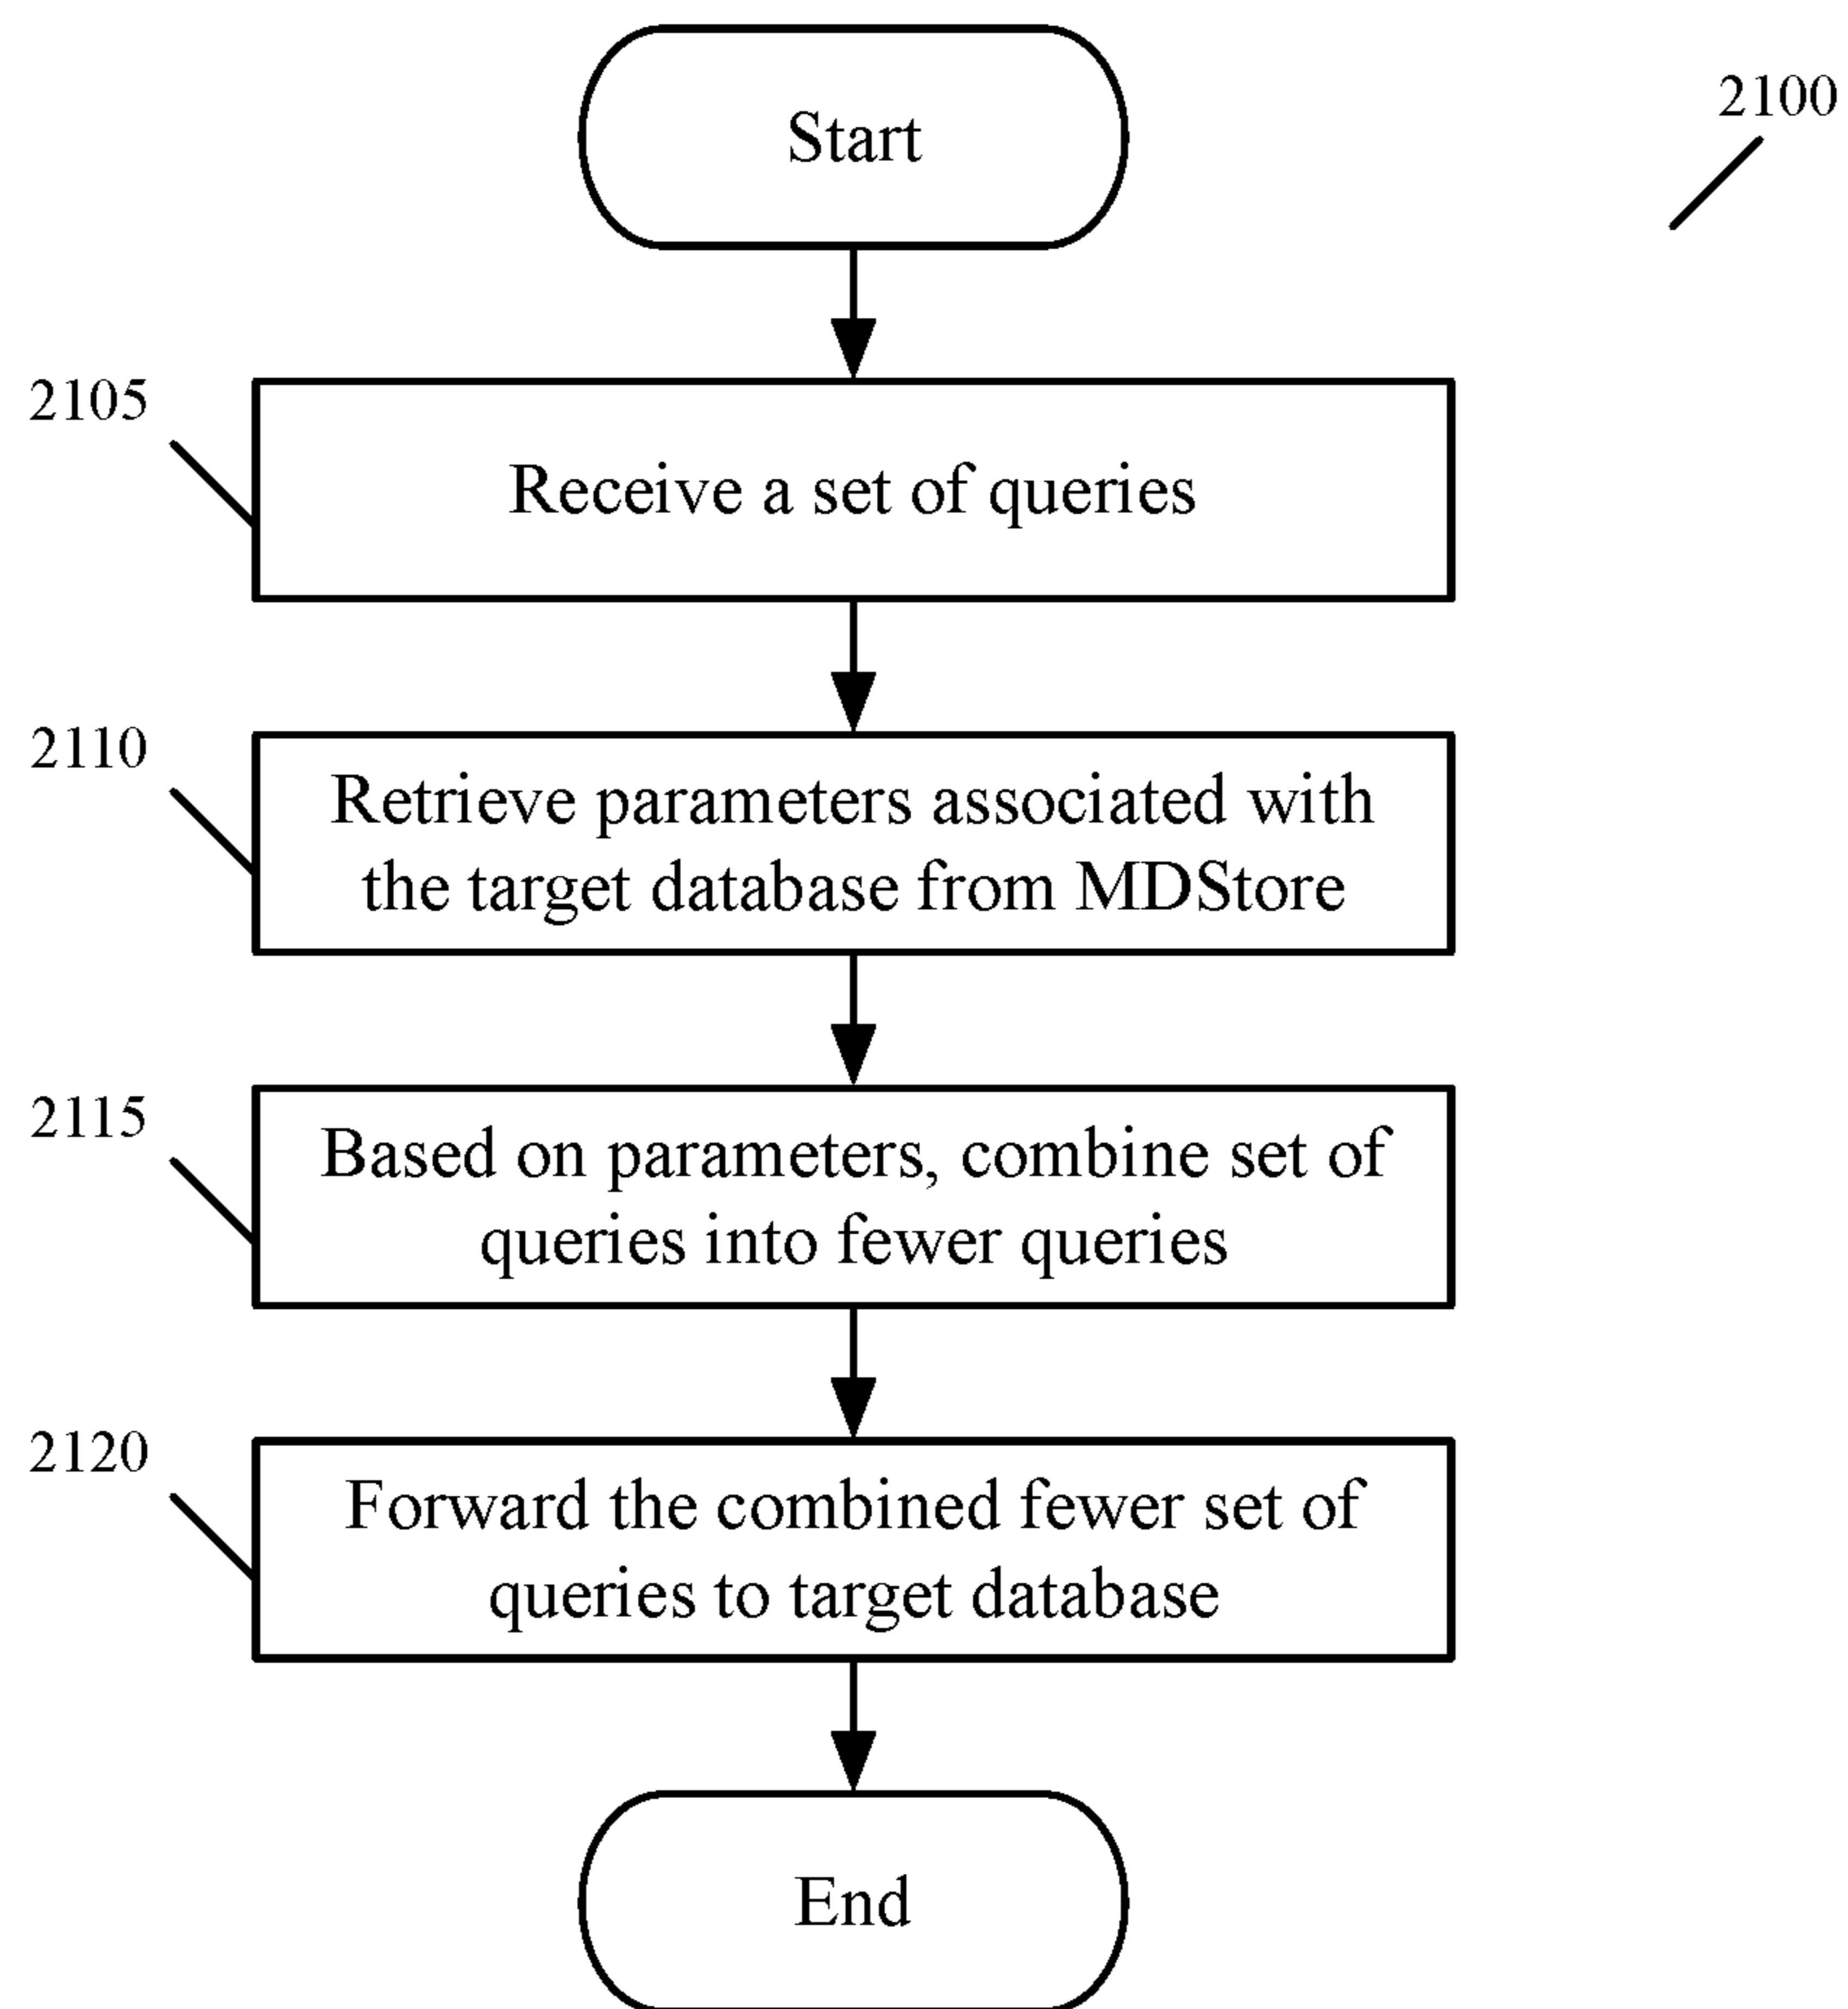 Start
2100
2105
Receive a set of queries
2110
Retrieve parameters associated with
the target database from MDStore
2115
Based on parameters, combine set of
queries into fewer queries
2120
Forward the combined fewer set of
queries to target database
End